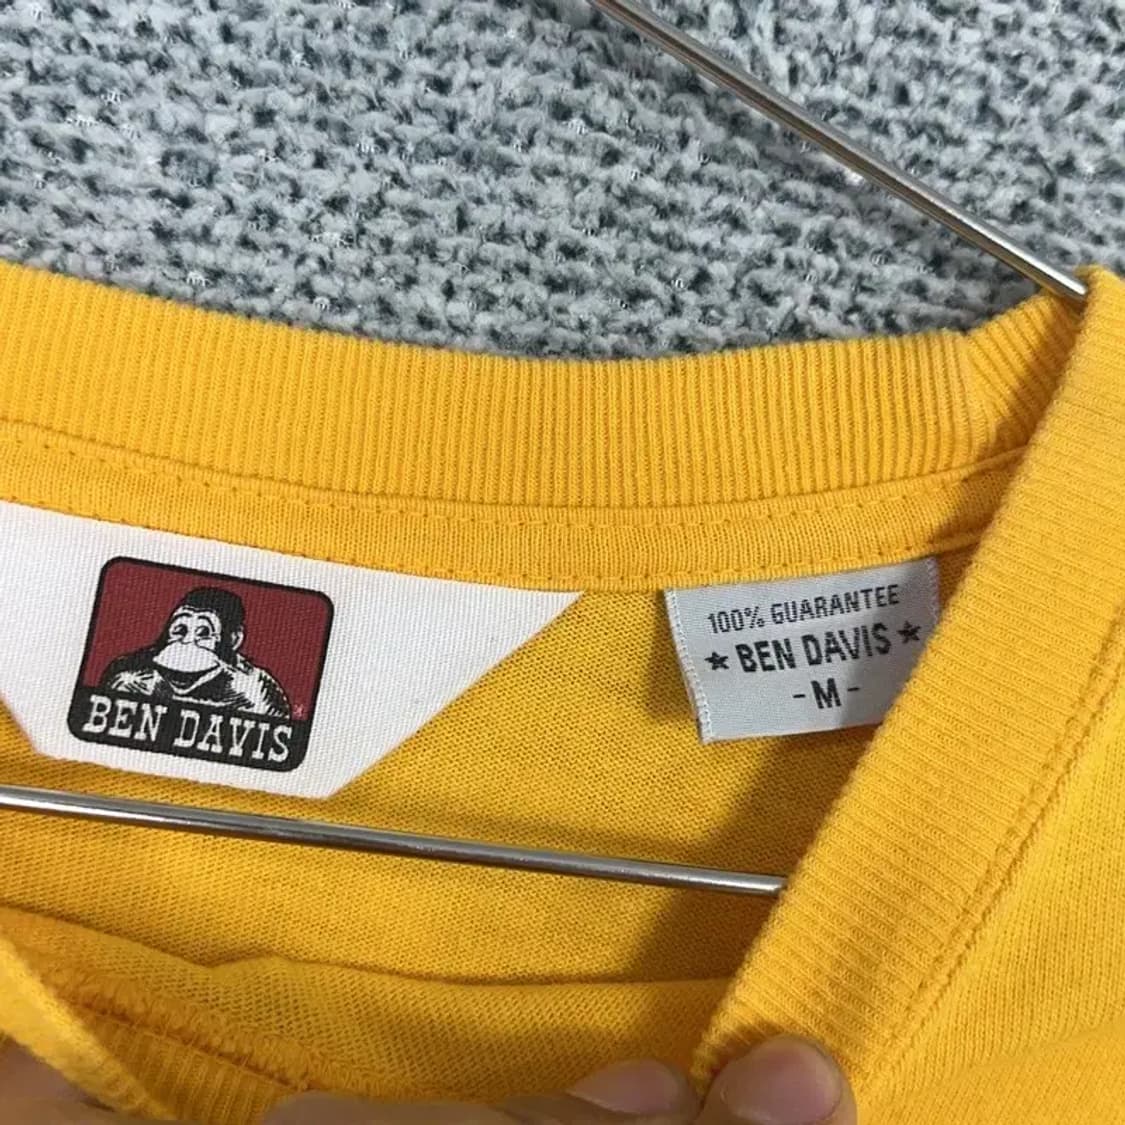 BEN DAVIS
100% GUARANTEE
★ BEN DAVIS ★
- M -